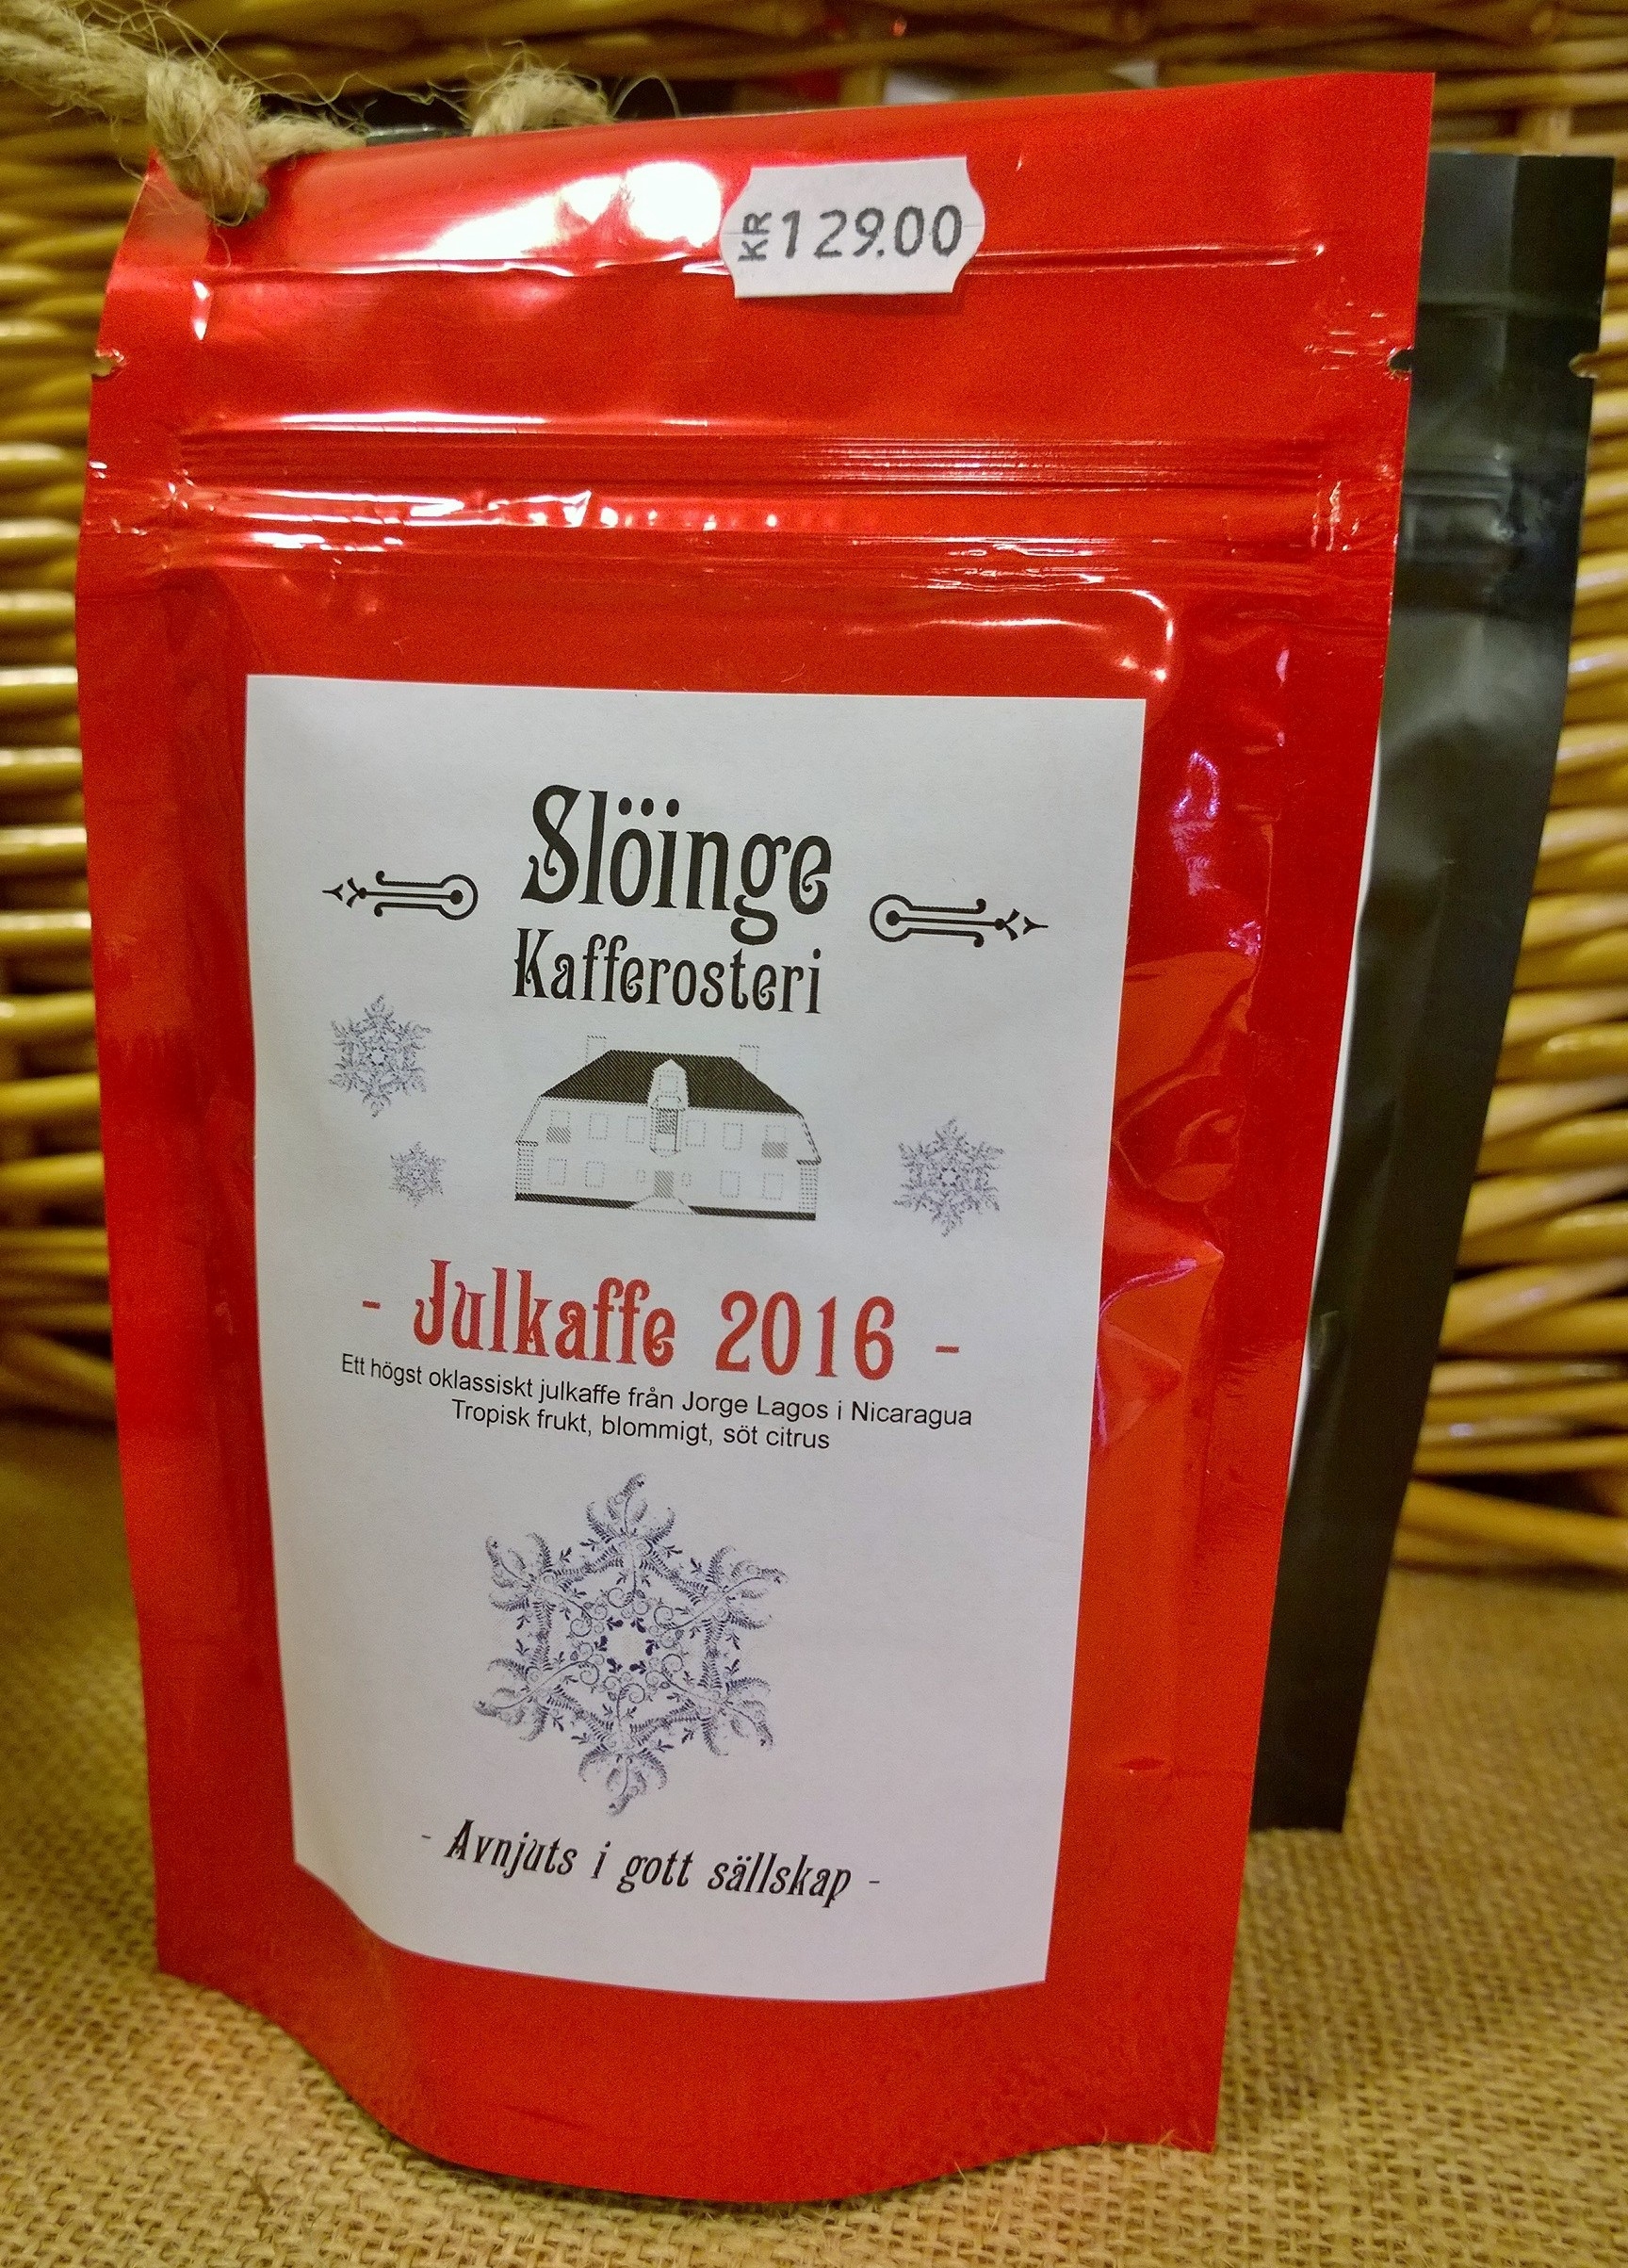 KR 129.00
Slöinge
Kafferosteri
- Julkaffe 2016 -
Ett högst oklassiskt julkaffe från Jorge Lagos i Nicaragua
Tropisk frukt, blommigt, söt citrus
- Avnjuts i gott sällskap -